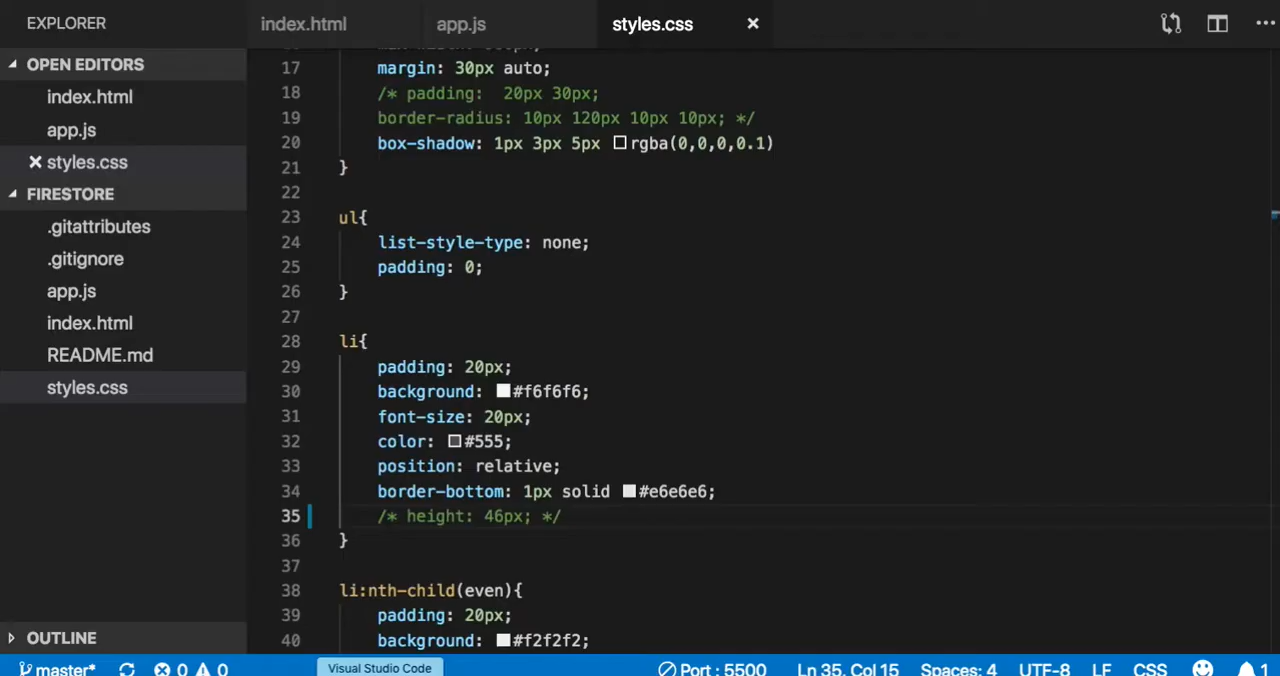 EXPLORER
index.html app.js styles.css
OPEN EDITORS
index.html
app.js
styles.css
FIRESTORE
.gitattributes
.gitignore
app.js
index.html
README.md
styles.css
OUTLINE
17 margin: 30px auto;
18 /* padding:  20px 30px;
19 border-radius: 10px 120px 10px 10px; */
20 box-shadow: 1px 3px 5px rgba(0,0,0,0.1)
21 }
22
23 ul{
24 list-style-type: none;
25 padding: 0;
26 }
27
28 li{
29 padding: 20px;
30 background: #f6f6f6;
31 font-size: 20px;
32 color: #555;
33 position: relative;
34 border-bottom: 1px solid #e6e6e6;
35 /* height: 46px; */
36 }
37
38 li:nth-child(even){
39 padding: 20px;
40 background: #f2f2f2;
master* 0 0 Visual Studio Code Port : 5500 Ln 35, Col 15 Spaces: 4 UTF-8 LF CSS 1